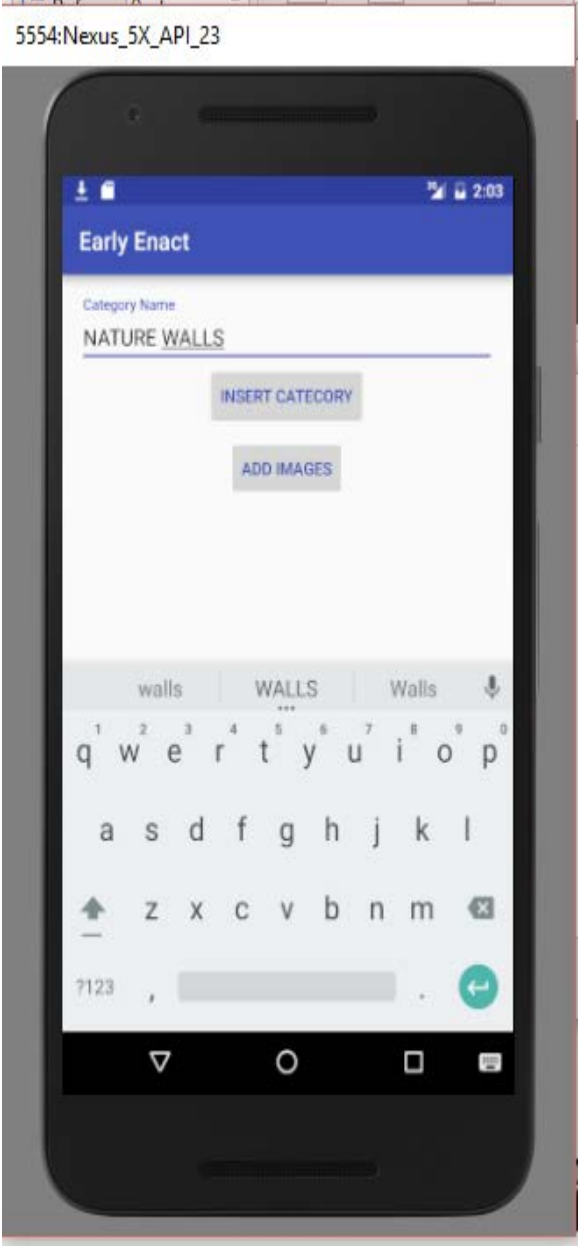 5554:Nexus_5X_API_23
2:03
Early Enact
Category Name
NATURE WALLS
INSERT CATECORY
ADD IMAGES
walls WALLS Walls
1 2 3 4 5 6 7 8 9 0
q w e r t y u i o p
a s d f g h j k l
z x c v b n m
?123 , .